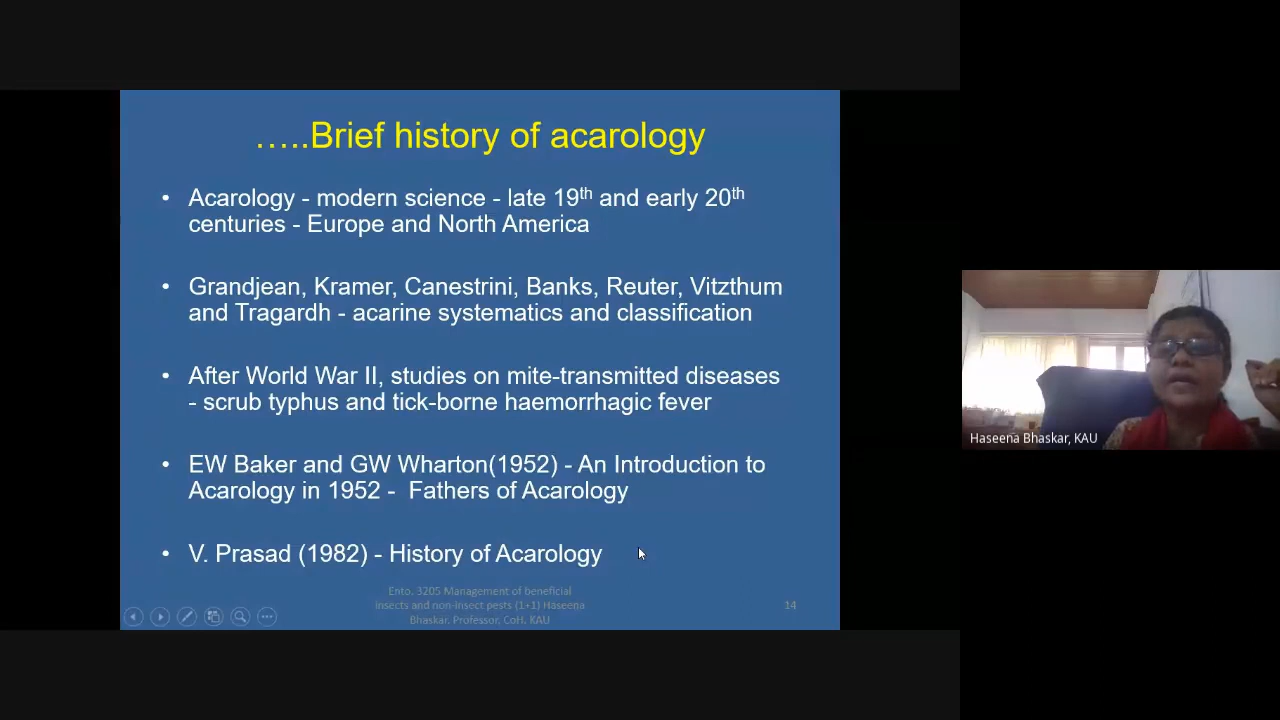 …..Brief history of acarology
• Acarology - modern science - late 19th and early 20th
centuries - Europe and North America
• Grandjean, Kramer, Canestrini, Banks, Reuter, Vitzthum
and Tragardh - acarine systematics and classification
• After World War II, studies on mite-transmitted diseases
- scrub typhus and tick-borne haemorrhagic fever
• EW Baker and GW Wharton(1952) - An Introduction to
Acarology in 1952 - Fathers of Acarology
• V. Prasad (1982) - History of Acarology
Ento. 3205 Management of beneficial
insects and non-insect pests (1+1) Haseena
Bhaskar. Professor, CoH, KAU
14
Haseena Bhaskar, KAU